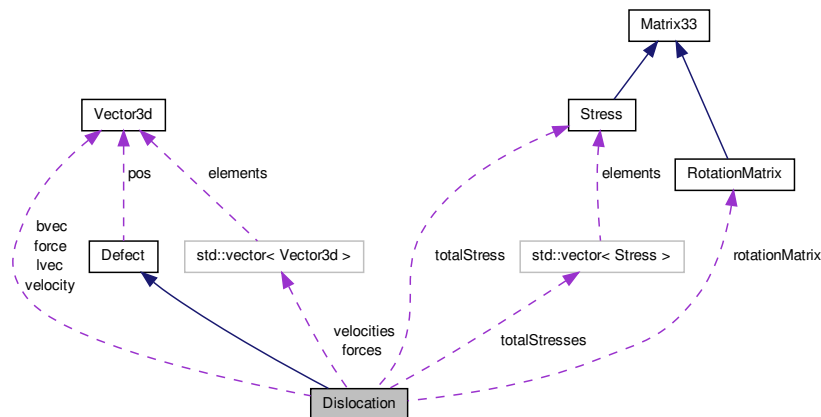 Matrix33
Vector3d
Stress
pos
elements
elements
RotationMatrix
bvec
force
lvec
velocity
Defect
std::vector< Vector3d >
totalStress
std::vector< Stress >
rotationMatrix
velocities
forces
totalStresses
Dislocation